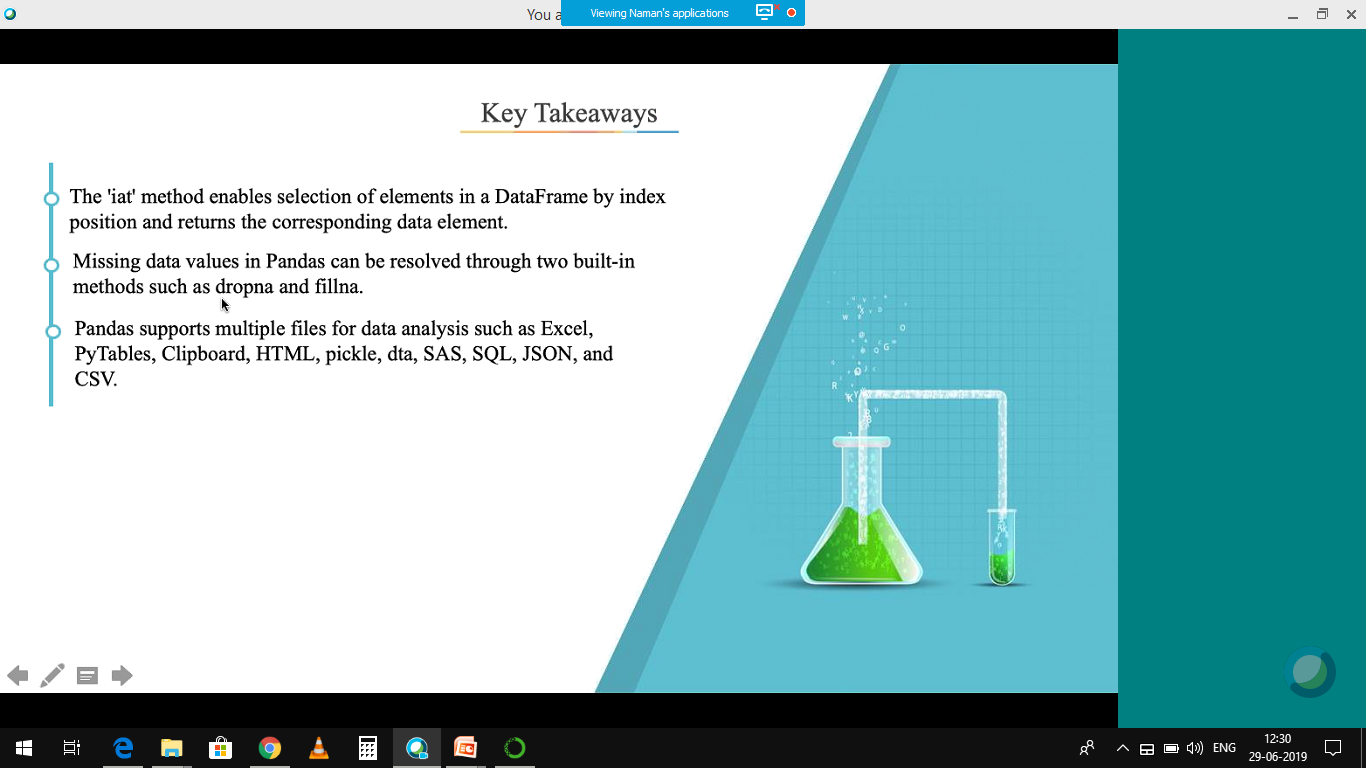 You a
Viewing Naman's applications
Key Takeaways
The 'iat' method enables selection of elements in a DataFrame by index
position and returns the corresponding data element.
Missing data values in Pandas can be resolved through two built-in
methods such as dropna and fillna.
Pandas supports multiple files for data analysis such as Excel,
PyTables, Clipboard, HTML, pickle, dta, SAS, SQL, JSON, and
CSV.
ENG
12:30
29-06-2019